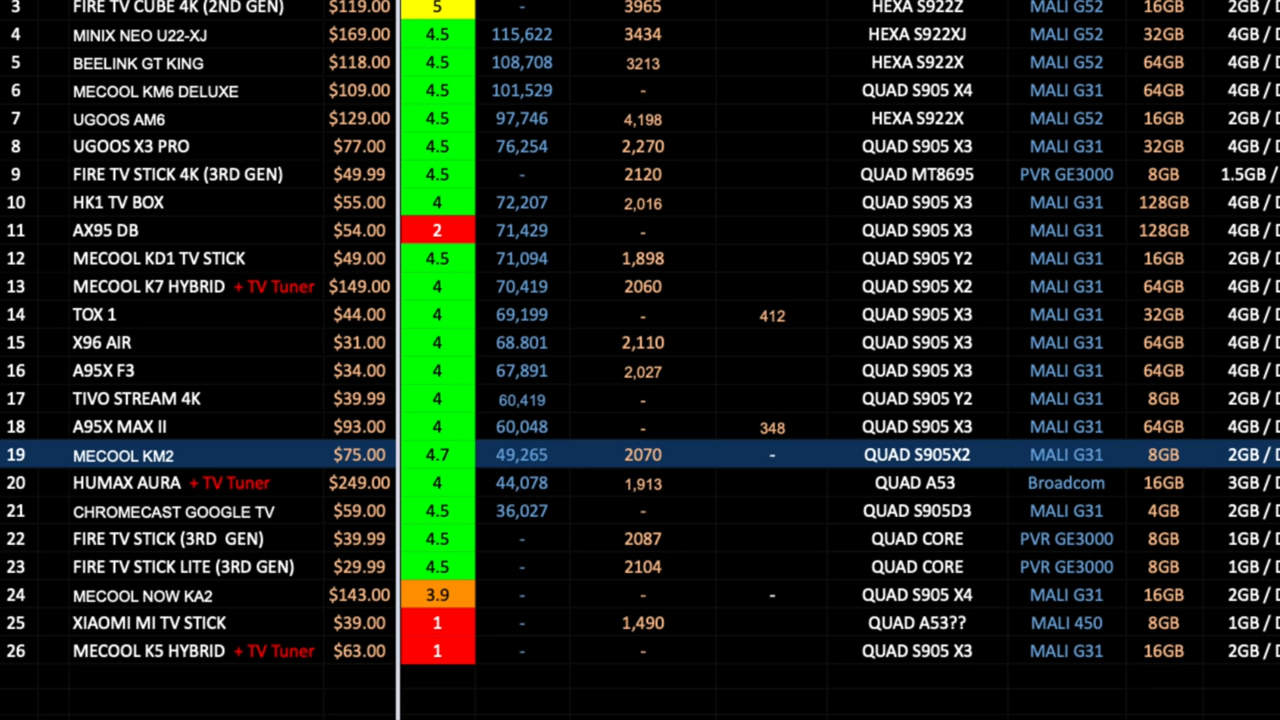 3 FIRE TV CUBE 4K (2ND GEN) $119.00 5 - 3965 HEXA S922Z MALI G52 16GB 2GB / D
4 MINIX NEO U22-XJ $169.00 4.5 115,622 3434 HEXA S922XJ MALI G52 32GB 4GB / D
5 BEELINK GT KING $118.00 4.5 108,708 3213 HEXA S922X MALI G52 64GB 4GB / D
6 MECOOL KM6 DELUXE $109.00 4.5 101,529 - QUAD S905 X4 MALI G31 64GB 4GB / D
7 UGOOS AM6 $129.00 4.5 97,746 4,198 HEXA S922X MALI G52 16GB 2GB / D
8 UGOOS X3 PRO $77.00 4.5 76,254 2,270 QUAD S905 X3 MALI G31 32GB 4GB / D
9 FIRE TV STICK 4K (3RD GEN) $49.99 4.5 - 2120 QUAD MT8695 PVR GE3000 8GB 1.5GB /
10 HK1 TV BOX $55.00 4 72,207 2,016 QUAD S905 X3 MALI G31 128GB 4GB / D
11 AX95 DB $54.00 2 71,429 - QUAD S905 X3 MALI G31 128GB 4GB / D
12 MECOOL KD1 TV STICK $49.00 4.5 71,094 1,898 QUAD S905 Y2 MALI G31 16GB 2GB / D
13 MECOOL K7 HYBRID + TV Tuner $149.00 4 70,419 2060 QUAD S905 X2 MALI G31 64GB 4GB / D
14 TOX 1 $44.00 4 69,199 - 412 QUAD S905 X3 MALI G31 32GB 4GB / D
15 X96 AIR $31.00 4 68.801 2,110 QUAD S905 X3 MALI G31 64GB 4GB / D
16 A95X F3 $34.00 4 67,891 2,027 QUAD S905 X3 MALI G31 64GB 4GB / D
17 TIVO STREAM 4K $39.99 4 60,419 - QUAD S905 Y2 MALI G31 8GB 2GB / D
18 A95X MAX II $93.00 4 60,048 - 348 QUAD S905 X3 MALI G31 64GB 4GB / D
19 MECOOL KM2 $75.00 4.7 49,265 2070 - QUAD S905X2 MALI G31 8GB 2GB / D
20 HUMAX AURA + TV Tuner $249.00 4 44,078 1,913 QUAD A53 Broadcom 16GB 3GB / D
21 CHROMECAST GOOGLE TV $59.00 4.5 36,027 - QUAD S905D3 MALI G31 4GB 2GB / D
22 FIRE TV STICK (3RD GEN) $39.99 4.5 - 2087 QUAD CORE PVR GE3000 8GB 1GB / D
23 FIRE TV STICK LITE (3RD GEN) $29.99 4.5 - 2104 QUAD CORE PVR GE3000 8GB 1GB / D
24 MECOOL NOW KA2 $143.00 3.9 - - - QUAD S905 X4 MALI G31 16GB 2GB / D
25 XIAOMI MI TV STICK $39.00 1 - 1,490 QUAD A53?? MALI 450 8GB 1GB / D
26 MECOOL K5 HYBRID + TV Tuner $63.00 1 - - QUAD S905 X3 MALI G31 16GB 2GB / D